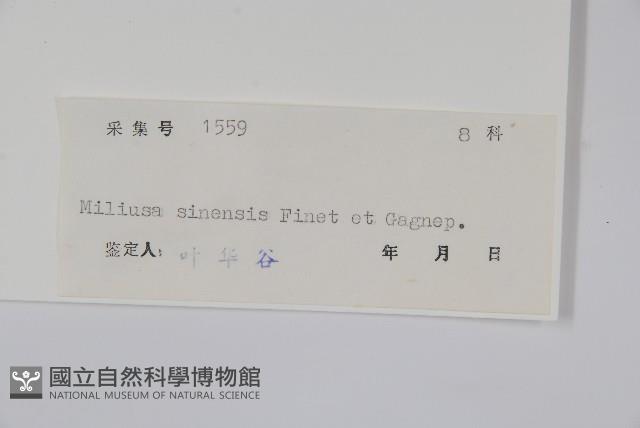 采集号 1559 8 科
Miliusa sinensis Finet et Gagnep.
鉴定人: 叶华谷 年 月 日
國立自然科學博物館
NATIONAL MUSEUM OF NATURAL SCIENCE